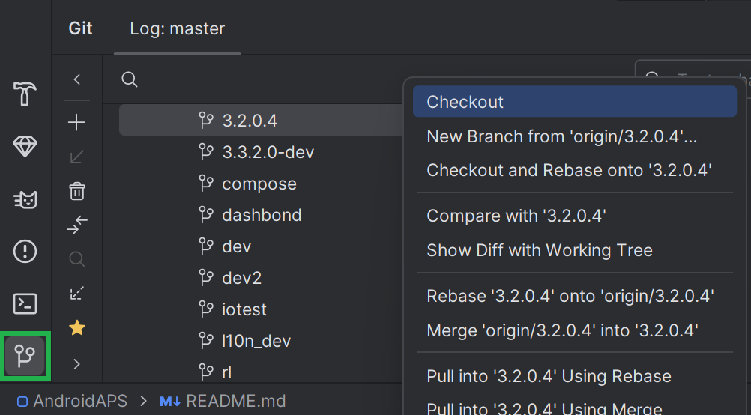 Git Log: master
3.2.0.4
3.3.2.0-dev
compose
dashbond
dev
dev2
iotest
l10n_dev
rl
Checkout
New Branch from 'origin/3.2.0.4'...
Checkout and Rebase onto '3.2.0.4'
Compare with '3.2.0.4'
Show Diff with Working Tree
Rebase '3.2.0.4' onto 'origin/3.2.0.4'
Merge 'origin/3.2.0.4' into '3.2.0.4'
Pull into '3.2.0.4' Using Rebase
Pull into '3.2.0.4' Using Merge
AndroidAPS > M↓ README.md